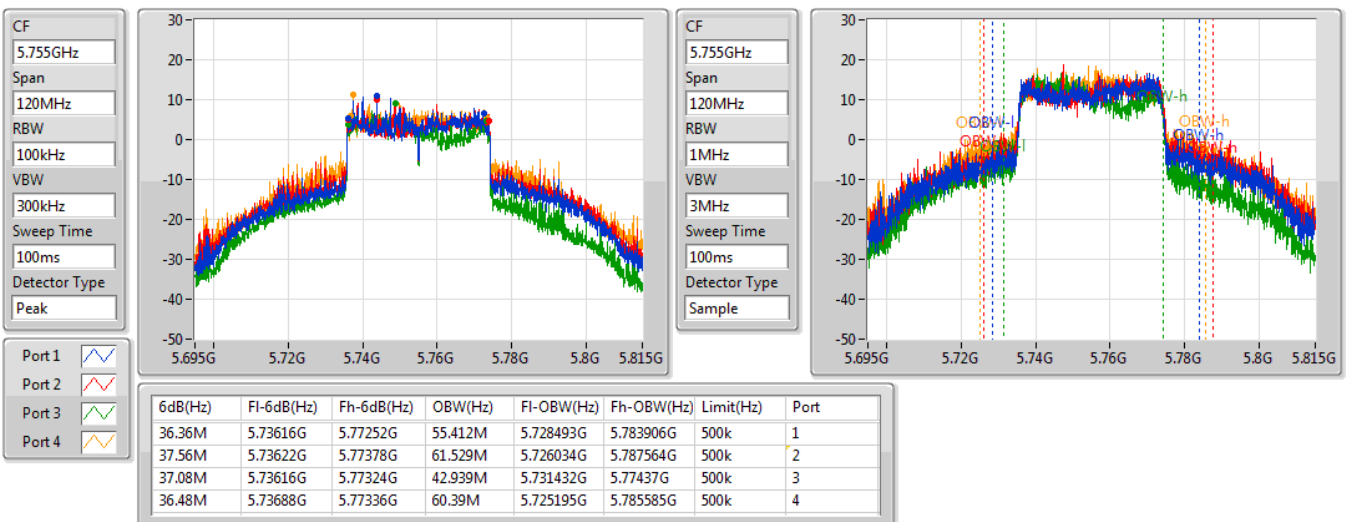 CF
5.755GHz
Span
120MHz
RBW
100kHz
VBW
300kHz
Sweep Time
100ms
Detector Type
Peak
30
20
10
0
-10
-20
-30
-40
-50
5.695G 5.72G 5.74G 5.76G 5.78G 5.8G 5.815G
CF
5.755GHz
Span
120MHz
RBW
1MHz
VBW
3MHz
Sweep Time
100ms
Detector Type
Sample
30
20
10
0
-10
-20
-30
-40
-50
OBW-l
OBW-h
OBW-h
5.695G 5.72G 5.74G 5.76G 5.78G 5.8G 5.815G
Port 1
Port 2
Port 3
Port 4
6dB(Hz) Fl-6dB(Hz) Fh-6dB(Hz) OBW(Hz) Fl-OBW(Hz) Fh-OBW(Hz) Limit(Hz) Port
36.36M 5.73616G 5.77252G 55.412M 5.728493G 5.783906G 500k 1
37.56M 5.73622G 5.77378G 61.529M 5.726034G 5.787564G 500k 2
37.08M 5.73616G 5.77324G 42.939M 5.731432G 5.77437G 500k 3
36.48M 5.73688G 5.77336G 60.39M 5.725195G 5.785585G 500k 4